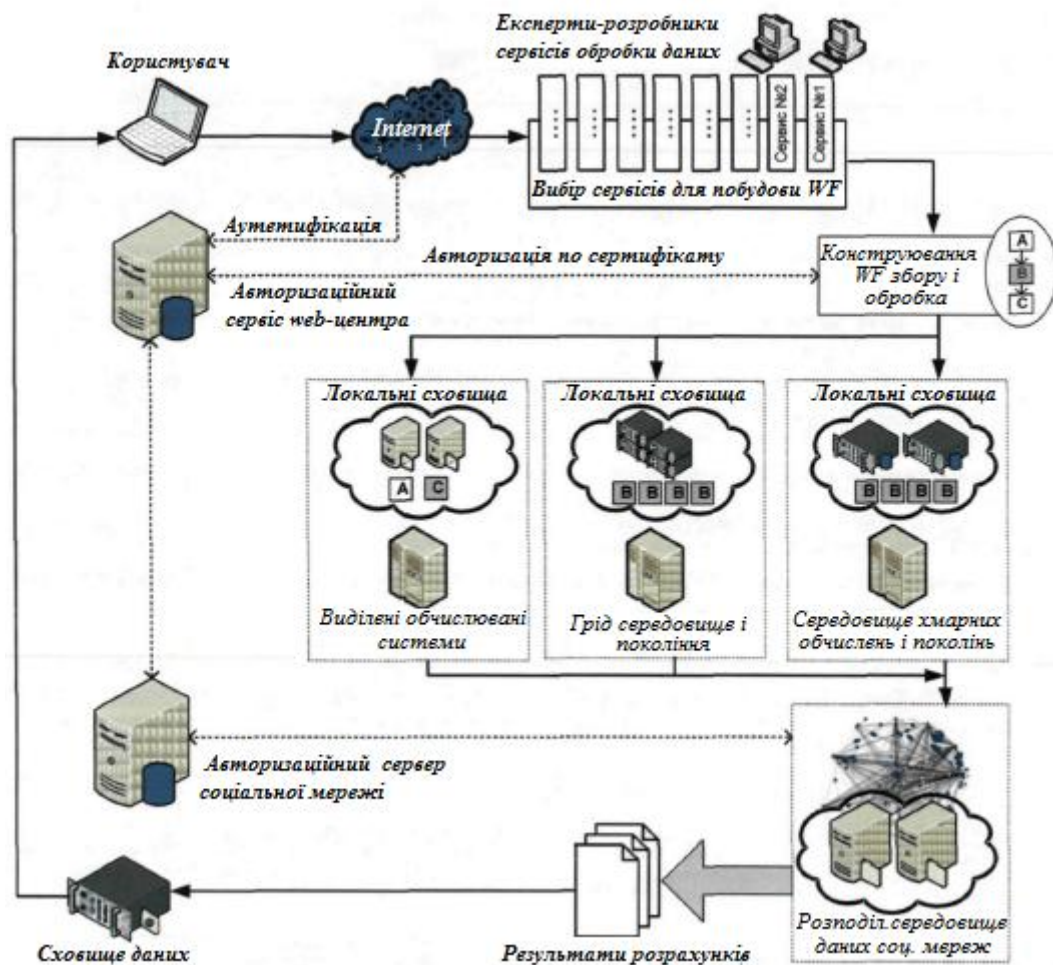 Експерти-розробники
сервісів обробки даних
Користувач
Internet
Сервис №2
Сервис №1
Вибір сервісів для побудови WF
Аутетифікація
Авторизація по сертифікату
Конструювання
WF збору і
обробка
A
B
C
Авторизаційний
сервіс web-центра
Локальні сховища
A C
Виділені обчислювані
системи
Локальні сховища
B B B B
Грід середовище і
покоління
Локальні сховища
B B B B
Середовище хмарних
обчислень і поколінь
Авторизаційний сервер
соціальної мережі
Розподіл.середовище
даних соц. мереж
Сховище даних
Результати розрахунків